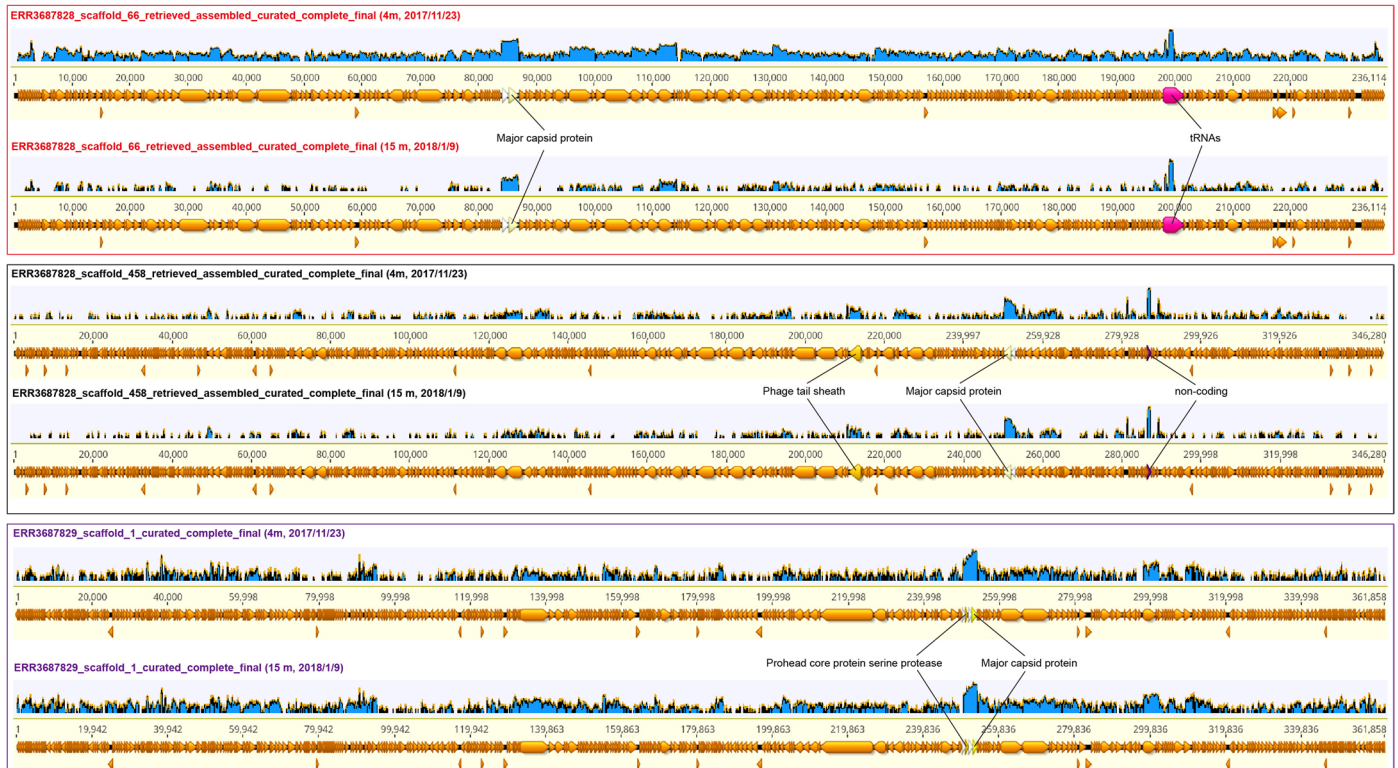 ERR3687828_scaffold_66_retrieved_assembled_curated_complete_final (4m, 2017/11/23)
1 10,000 20,000 30,000 40,000 50,000 60,000 70,000 80,000 90,000 100,000 110,000 120,000 130,000 140,000 150,000 160,000 170,000 180,000 190,000 200,000 210,000 220,000 236,114
Major capsid protein tRNAs
ERR3687828_scaffold_66_retrieved_assembled_curated_complete_final (15 m, 2018/1/9)
1 10,000 20,000 30,000 40,000 50,000 60,000 70,000 80,000 90,000 100,000 110,000 120,000 130,000 140,000 150,000 160,000 170,000 180,000 190,000 200,000 210,000 220,000 236,114
ERR3687828_scaffold_458_retrieved_assembled_curated_complete_final (4m, 2017/11/23)
1 20,000 40,000 60,000 80,000 100,000 120,000 140,000 160,000 180,000 200,000 220,000 239,997 259,928 279,928 299,926 319,926 346,280
Phage tail sheath Major capsid protein non-coding
ERR3687828_scaffold_458_retrieved_assembled_curated_complete_final (15 m, 2018/1/9)
1 20,000 40,000 60,000 80,000 100,000 120,000 140,000 160,000 180,000 200,000 220,000 240,000 260,000 280,000 299,998 319,998 346,280
ERR3687829_scaffold_1_curated_complete_final (4m, 2017/11/23)
1 20,000 40,000 59,998 79,998 99,998 119,998 139,998 159,998 179,998 199,998 219,998 239,998 259,998 279,998 299,998 319,998 339,998 361,858
Prohead core protein serine protease Major capsid protein
ERR3687829_scaffold_1_curated_complete_final (15 m, 2018/1/9)
1 19,942 39,942 59,942 79,942 99,942 119,942 139,863 159,863 179,863 199,863 219,863 239,836 259,836 279,836 299,836 319,836 339,836 361,858